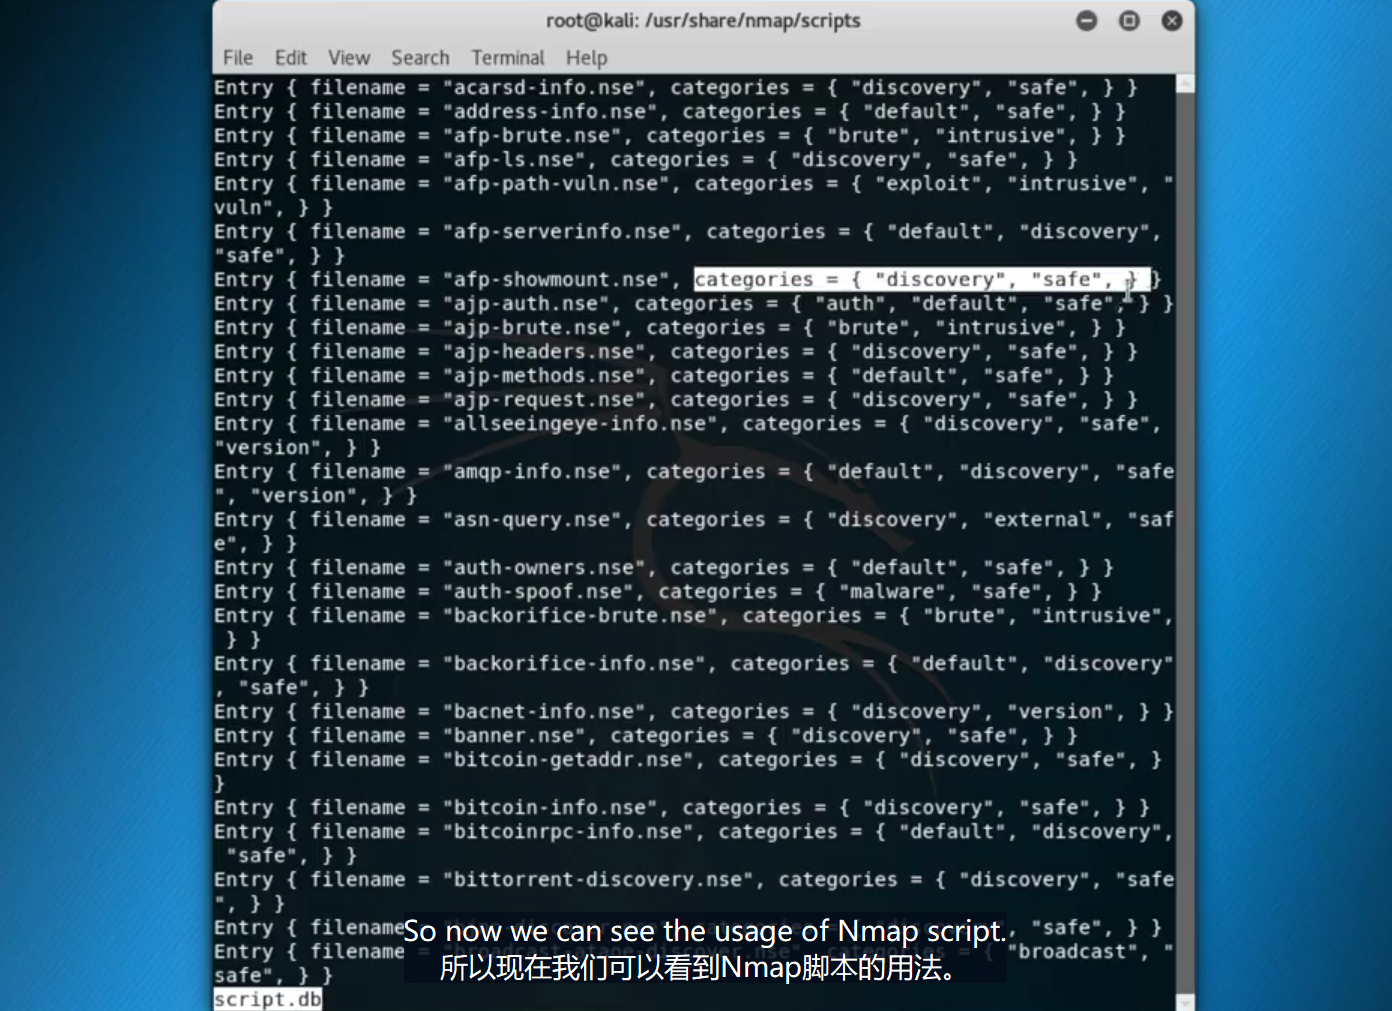 root@kali: /usr/share/nmap/scripts
File Edit View Search Terminal Help
Entry { filename = "acarsd-info.nse", categories = { "discovery", "safe", } }
Entry { filename = "address-info.nse", categories = { "default", "safe", } }
Entry { filename = "afp-brute.nse", categories = { "brute", "intrusive", } }
Entry { filename = "afp-ls.nse", categories = { "discovery", "safe", } }
Entry { filename = "afp-path-vuln.nse", categories = { "exploit", "intrusive", "
vuln", } }
Entry { filename = "afp-serverinfo.nse", categories = { "default", "discovery",
"safe", } }
Entry { filename = "afp-showmount.nse", categories = { "discovery", "safe", } }
Entry { filename = "ajp-auth.nse", categories = { "auth", "default", "safe", } }
Entry { filename = "ajp-brute.nse", categories = { "brute", "intrusive", } }
Entry { filename = "ajp-headers.nse", categories = { "discovery", "safe", } }
Entry { filename = "ajp-methods.nse", categories = { "default", "safe", } }
Entry { filename = "ajp-request.nse", categories = { "discovery", "safe", } }
Entry { filename = "allseeingeye-info.nse", categories = { "discovery", "safe",
"version", } }
Entry { filename = "amqp-info.nse", categories = { "default", "discovery", "safe
", "version", } }
Entry { filename = "asn-query.nse", categories = { "discovery", "external", "saf
e", } }
Entry { filename = "auth-owners.nse", categories = { "default", "safe", } }
Entry { filename = "auth-spoof.nse", categories = { "malware", "safe", } }
Entry { filename = "backorifice-brute.nse", categories = { "brute", "intrusive",
 } }
Entry { filename = "backorifice-info.nse", categories = { "default", "discovery"
, "safe", } }
Entry { filename = "bacnet-info.nse", categories = { "discovery", "version", } }
Entry { filename = "banner.nse", categories = { "discovery", "safe", } }
Entry { filename = "bitcoin-getaddr.nse", categories = { "discovery", "safe", }
}
Entry { filename = "bitcoin-info.nse", categories = { "discovery", "safe", } }
Entry { filename = "bitcoinrpc-info.nse", categories = { "default", "discovery",
 "safe", } }
Entry { filename = "bittorrent-discovery.nse", categories = { "discovery", "safe
", } }
Entry { filename = "safe", } }
Entry { filename = { "broadcast", "
safe", } }
So now we can see the usage of Nmap script.
所以现在我们可以看到Nmap脚本的用法。
script.db